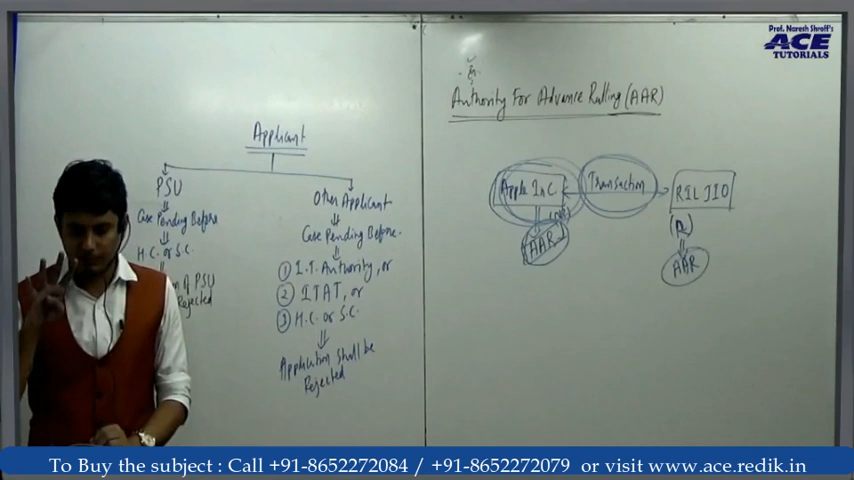 Prof. Naresh Shroff's
ACE
TUTORIALS
Authority For Advance Rulling (AAR)
Applicant
PSU
Case Pending Before
H.C. or S.C.
of PSU
Rejected
Other Applicant
Case Pending Before.
① I.T. Authority, or
② ITAT, or
③ H.C. or S.C.
Application Shall be
Rejected
Apple InC
Transaction
RIL JIO
(NR)
(R)
AAR
AAR
To Buy the subject : Call +91-8652272084 / +91-8652272079 or visit www.ace.redik.in